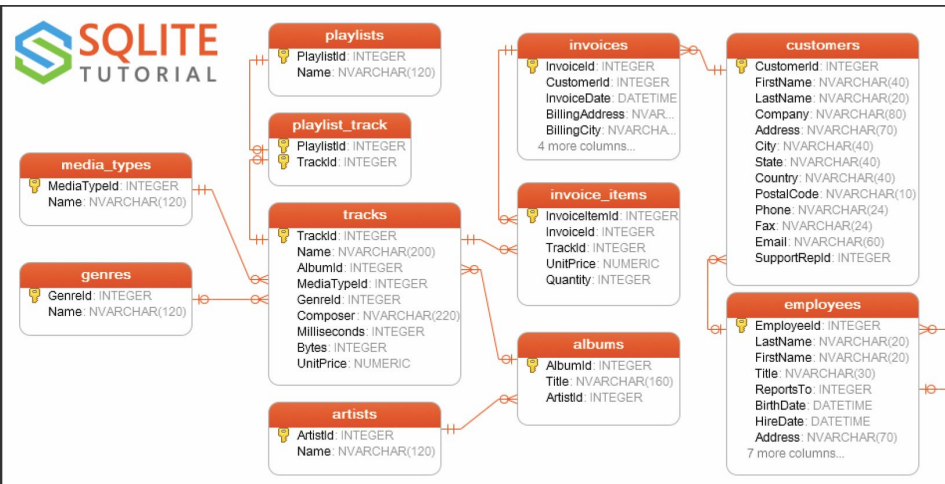 SQLITE
TUTORIAL
playlists
PlaylistId: INTEGER
Name: NVARCHAR(120)
playlist_track
PlaylistId: INTEGER
TrackId: INTEGER
media_types
MediaTypeId: INTEGER
Name: NVARCHAR(120)
genres
GenreId: INTEGER
Name: NVARCHAR(120)
tracks
TrackId: INTEGER
Name: NVARCHAR(200)
AlbumId: INTEGER
MediaTypeId: INTEGER
GenreId: INTEGER
Composer: NVARCHAR(220)
Milliseconds: INTEGER
Bytes: INTEGER
UnitPrice: NUMERIC
artists
ArtistId: INTEGER
Name: NVARCHAR(120)
invoices
InvoiceId: INTEGER
CustomerId: INTEGER
InvoiceDate: DATETIME
BillingAddress: NVAR...
BillingCity: NVARCHA...
4 more columns...
invoice_items
InvoiceItemId: INTEGER
InvoiceId: INTEGER
TrackId: INTEGER
UnitPrice: NUMERIC
Quantity: INTEGER
albums
AlbumId: INTEGER
Title: NVARCHAR(160)
ArtistId: INTEGER
customers
CustomerId: INTEGER
FirstName: NVARCHAR(40)
LastName: NVARCHAR(20)
Company: NVARCHAR(80)
Address: NVARCHAR(70)
City: NVARCHAR(40)
State: NVARCHAR(40)
Country: NVARCHAR(40)
PostalCode: NVARCHAR(10)
Phone: NVARCHAR(24)
Fax: NVARCHAR(24)
Email: NVARCHAR(60)
SupportRepId: INTEGER
employees
EmployeeId: INTEGER
LastName: NVARCHAR(20)
FirstName: NVARCHAR(20)
Title: NVARCHAR(30)
ReportsTo: INTEGER
BirthDate: DATETIME
HireDate: DATETIME
Address: NVARCHAR(70)
7 more columns...